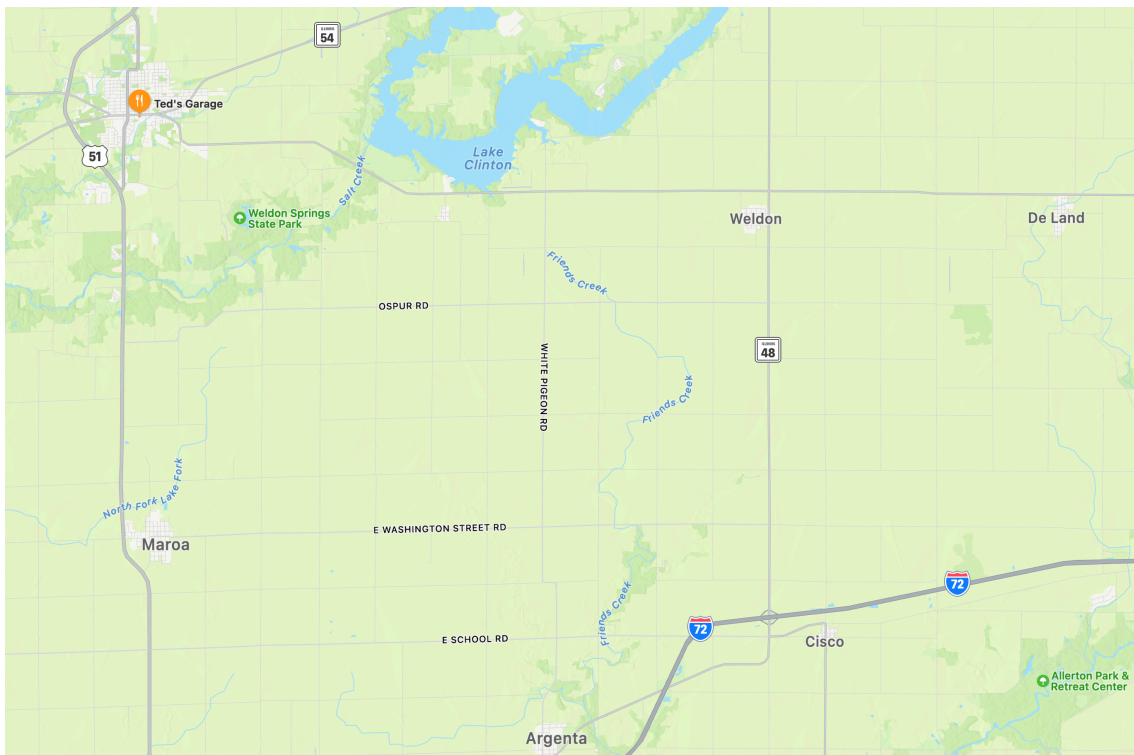 ILLINOIS
54
Ted's Garage
51
Lake
Clinton
Salt Creek
Weldon Springs
State Park
Weldon
De Land
Friends Creek
OSPUR RD
WHITE PIGEON RD
ILLINOIS
48
Friends Creek
North Fork Lake Fork
E WASHINGTON STREET RD
Maroa
72
Friends Creek
72
E SCHOOL RD
Cisco
Allerton Park &
Retreat Center
Argenta